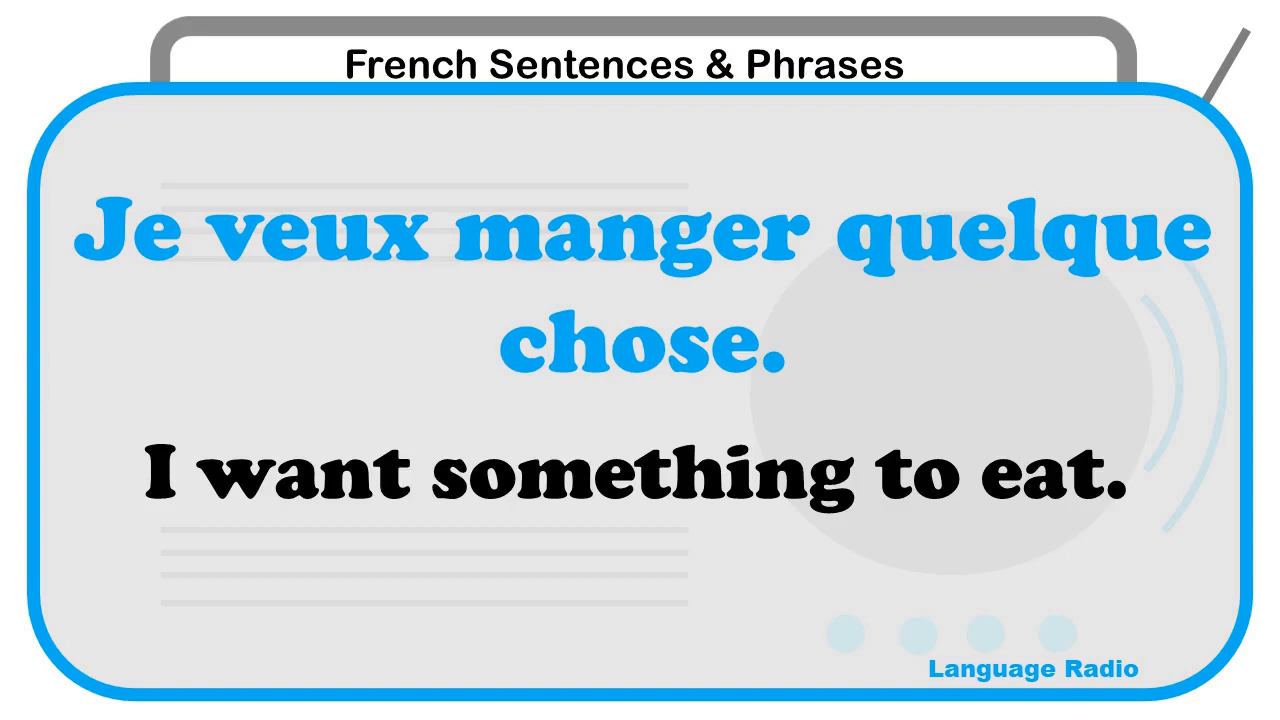 French Sentences & Phrases
Je veux manger quelque
chose.
I want something to eat.
Language Radio